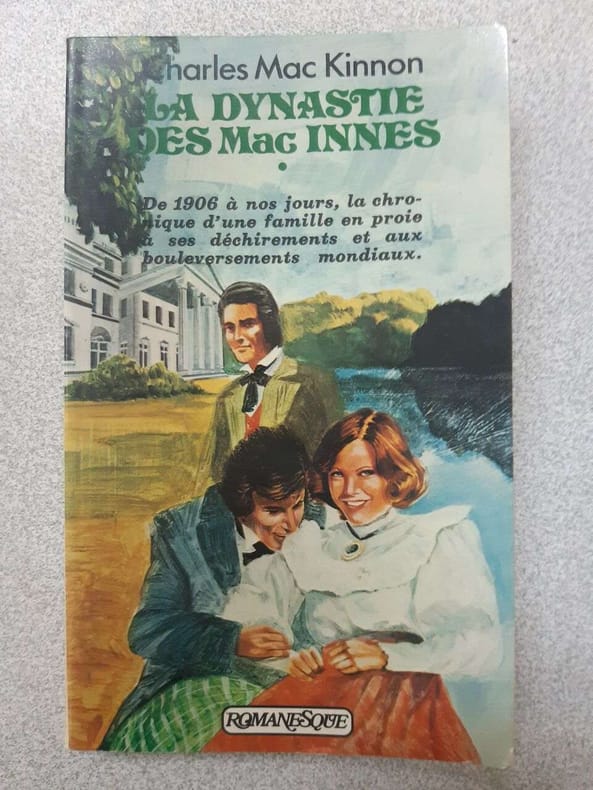 Charles Mac Kinnon
LA DYNASTIE
DES Mac INNES
•
De 1906 à nos jours, la chro-
nique d'une famille en proie
à ses déchirements et aux
bouleversements mondiaux.
ROMANESQUE